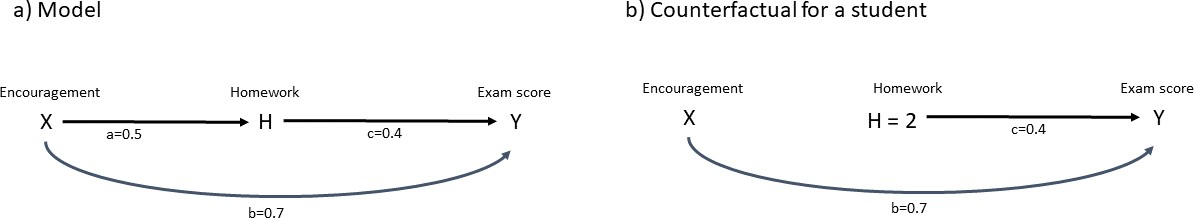 a) Model
Encouragement Homework Exam score
X H Y
a=0.5 c=0.4
b=0.7
b) Counterfactual for a student
Encouragement Homework Exam score
X H = 2 Y
c=0.4
b=0.7